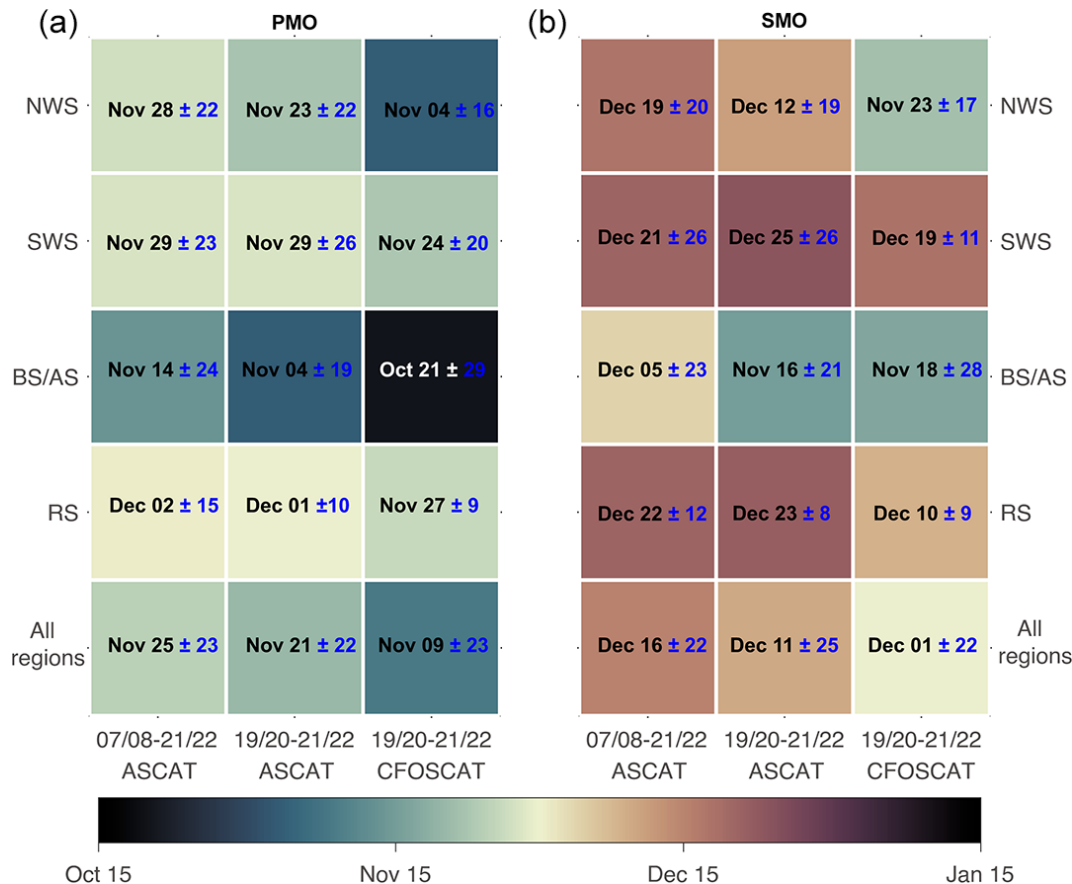 (a) PMO (b) SMO
NWS Nov 28 ± 22 Nov 23 ± 22 Nov 04 ± 16 Dec 19 ± 20 Dec 12 ± 19 Nov 23 ± 17 NWS
SWS Nov 29 ± 23 Nov 29 ± 26 Nov 24 ± 20 Dec 21 ± 26 Dec 25 ± 26 Dec 19 ± 11 SWS
BS/AS Nov 14 ± 24 Nov 04 ± 19 Oct 21 ± 29 Dec 05 ± 23 Nov 16 ± 21 Nov 18 ± 28 BS/AS
RS Dec 02 ± 15 Dec 01 ±10 Nov 27 ± 9 Dec 22 ± 12 Dec 23 ± 8 Dec 10 ± 9 RS
All regions Nov 25 ± 23 Nov 21 ± 22 Nov 09 ± 23 Dec 16 ± 22 Dec 11 ± 25 Dec 01 ± 22 All regions
07/08-21/22 19/20-21/22 19/20-21/22 07/08-21/22 19/20-21/22 19/20-21/22
ASCAT ASCAT CFOSCAT ASCAT ASCAT CFOSCAT
Oct 15 Nov 15 Dec 15 Jan 15